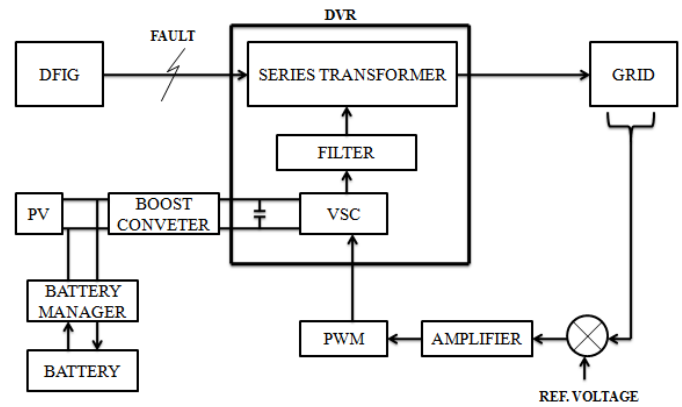 DVR
FAULT
DFIG
SERIES TRANSFORMER
GRID
FILTER
PV
BOOST
CONVETER
VSC
BATTERY
MANAGER
PWM
AMPLIFIER
BATTERY
REF. VOLTAGE